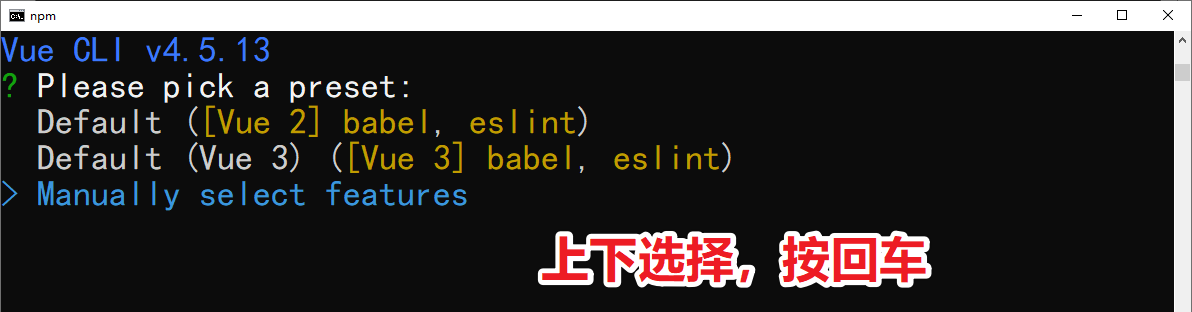 npm
Vue CLI v4.5.13
? Please pick a preset:
Default ([Vue 2] babel, eslint)
Default (Vue 3) ([Vue 3] babel, eslint)
> Manually select features
上下选择，按回车